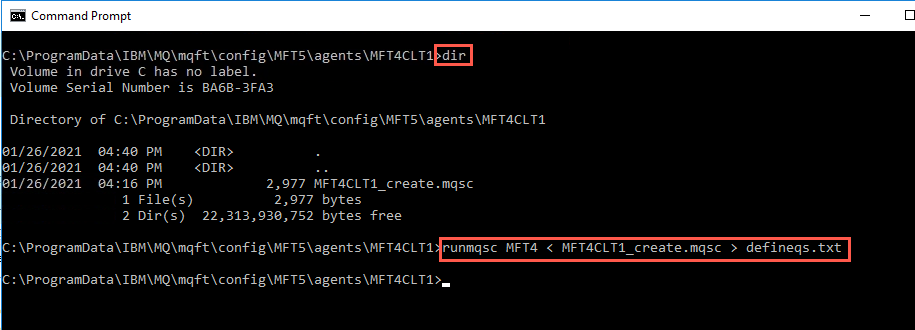 Command Prompt
C:\ProgramData\IBM\MQ\mqft\config\MFT5\agents\MFT4CLT1>dir
Volume in drive C has no label.
Volume Serial Number is BA6B-3FA3
Directory of C:\ProgramData\IBM\MQ\mqft\config\MFT5\agents\MFT4CLT1
01/26/2021  04:40 PM    <DIR>          .
01/26/2021  04:40 PM    <DIR>          ..
01/26/2021  04:16 PM             2,977 MFT4CLT1_create.mqsc
1 File(s)          2,977 bytes
2 Dir(s)  22,313,930,752 bytes free
C:\ProgramData\IBM\MQ\mqft\config\MFT5\agents\MFT4CLT1>runmqsc MFT4 < MFT4CLT1_create.mqsc > defineqs.txt
C:\ProgramData\IBM\MQ\mqft\config\MFT5\agents\MFT4CLT1>